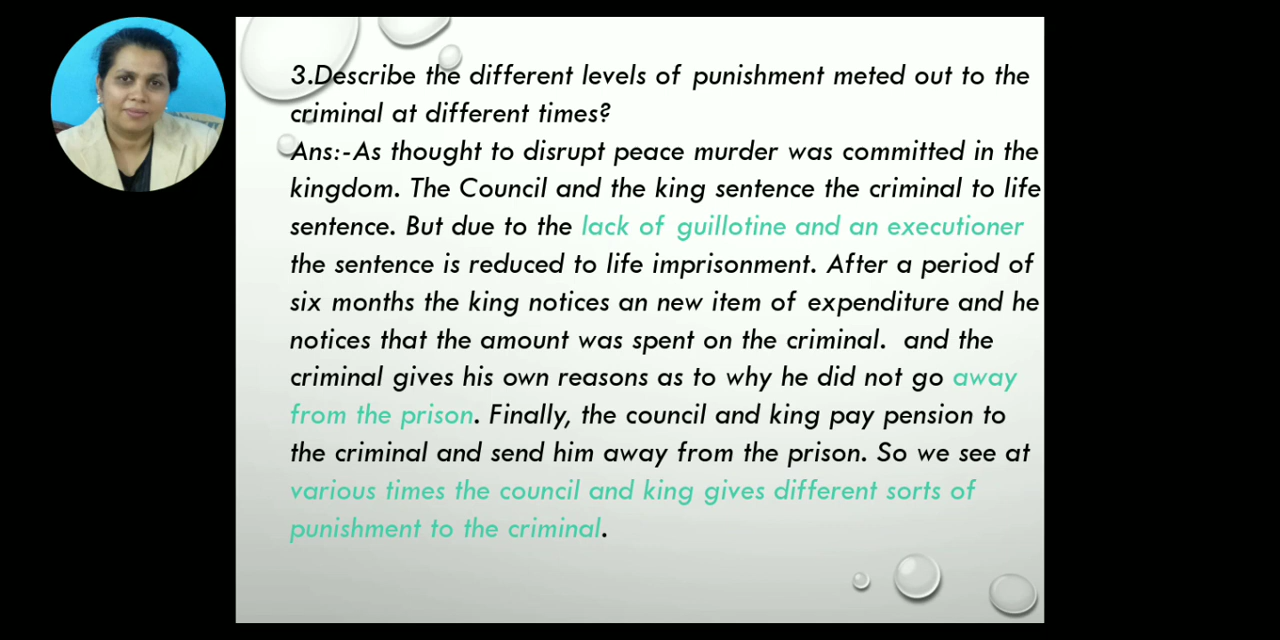 3.Describe the different levels of punishment meted out to the
criminal at different times?
Ans:-As thought to disrupt peace murder was committed in the
kingdom. The Council and the king sentence the criminal to life
sentence. But due to the lack of guillotine and an executioner
the sentence is reduced to life imprisonment. After a period of
six months the king notices an new item of expenditure and he
notices that the amount was spent on the criminal.  and the
criminal gives his own reasons as to why he did not go away
from the prison. Finally, the council and king pay pension to
the criminal and send him away from the prison. So we see at
various times the council and king gives different sorts of
punishment to the criminal.